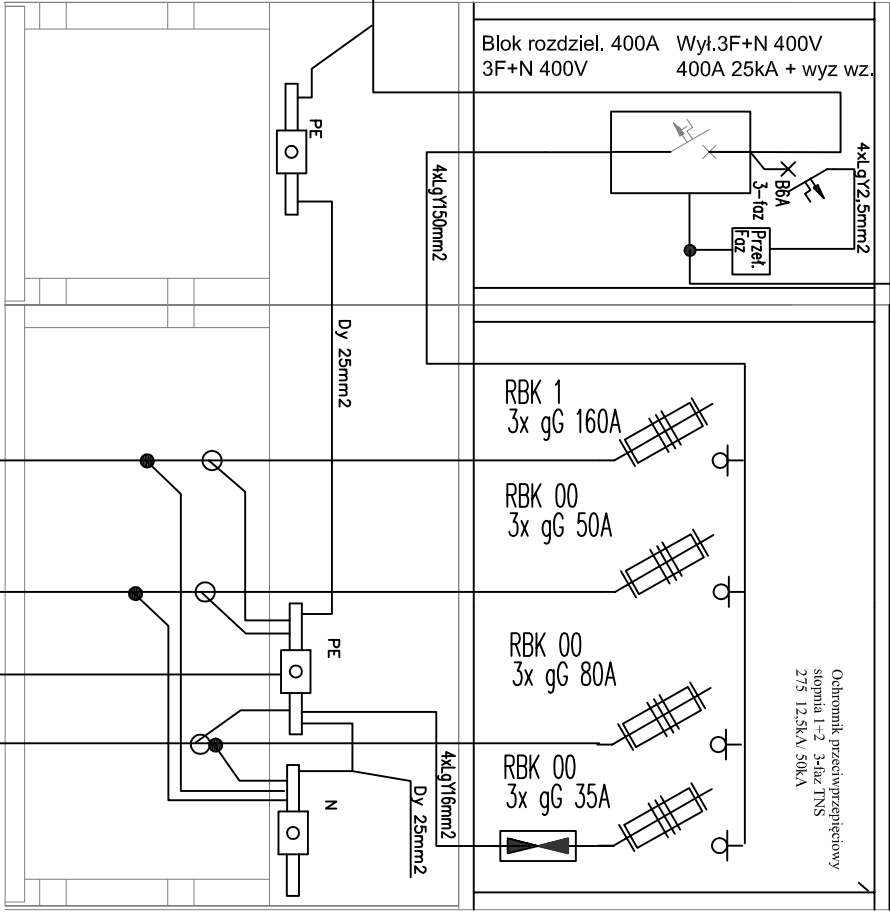 Blok rozdziel. 400A
3F+N 400V
Wył.3F+N 400V
400A 25kA + wyz wz.
PE
4xLgY150mm2
B6A
3-faz
4xLgY2,5mm2
Przeł.
Faz
Dy 25mm2
RBK 1
3x gG 160A
RBK 00
3x gG 50A
RBK 00
3x gG 80A
RBK 00
3x gG 35A
PE
N
4xLgY16mm2
Dy 25mm2
Ochronnik przeciwprzepięciowy
stopnia 1+2 3-faz TNS
275 12,5kA/ 50kA